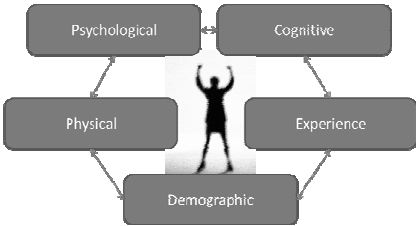 Psychological
Cognitive
Physical
Experience
Demographic